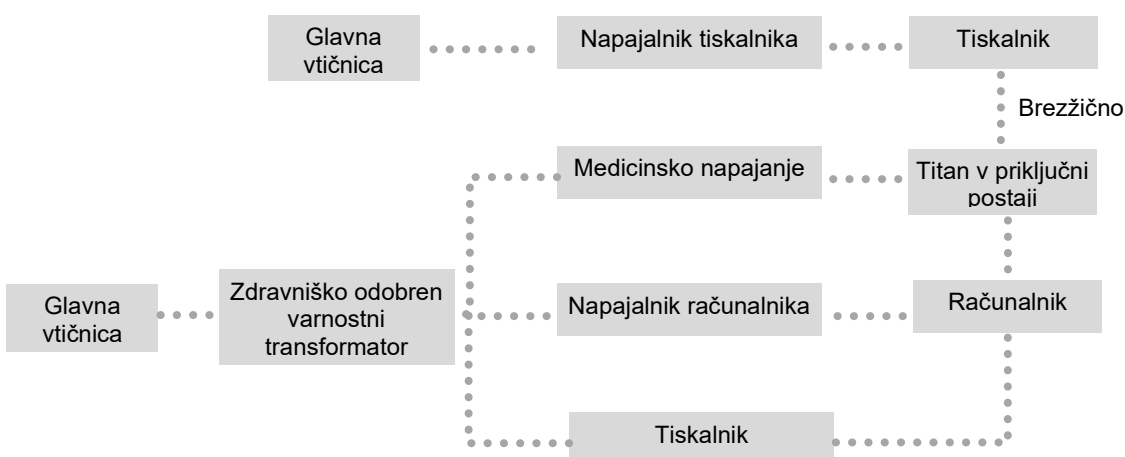 Glavna
vtičnica
Napajalnik tiskalnika
Tiskalnik
Brezžično
Medicinsko napajanje
Titan v priključni
postaji
Glavna
vtičnica
Zdravniško odobren
varnostni
transformator
Napajalnik računalnika
Računalnik
Tiskalnik